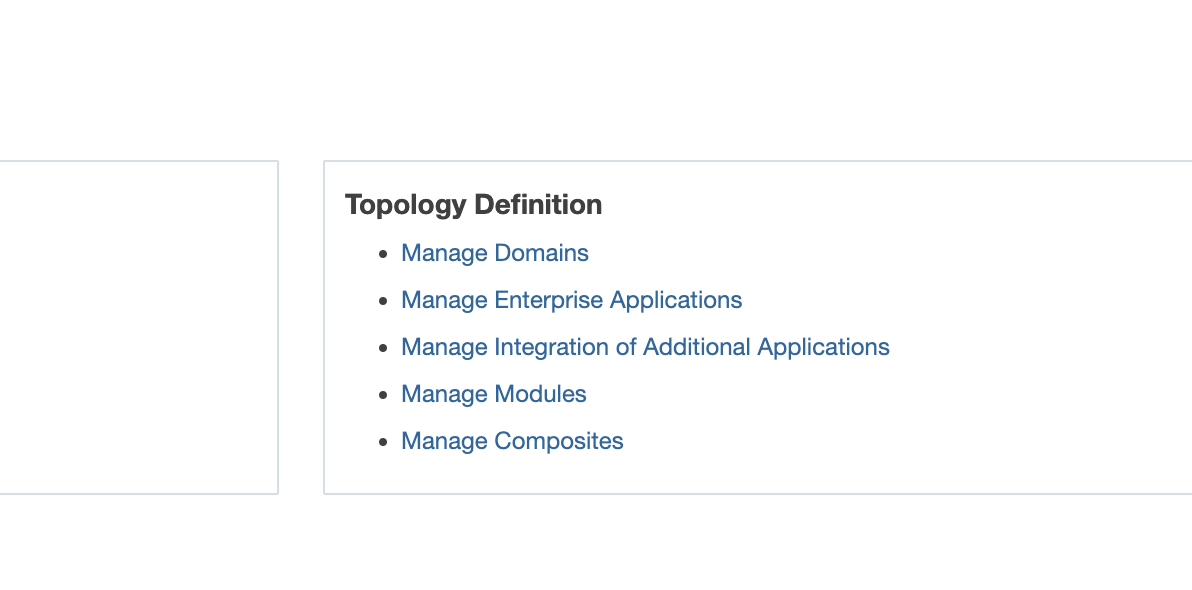 Topology Definition
Manage Domains
Manage Enterprise Applications
Manage Integration of Additional Applications
Manage Modules
Manage Composites